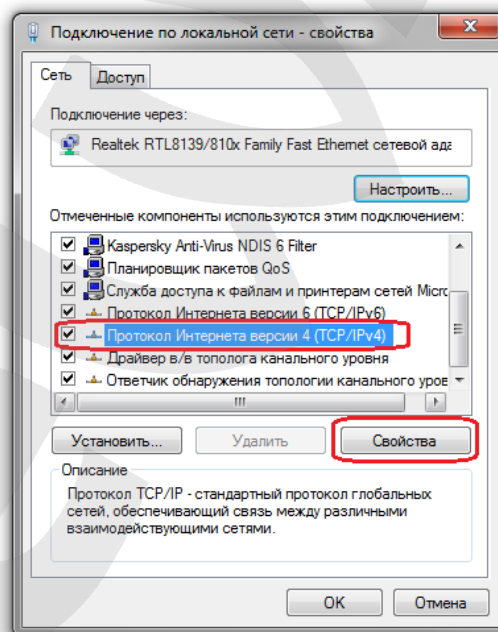 Подключение по локальной сети - свойства
Сеть
Доступ
Подключение через:
Realtek RTL8139/810x Family Fast Ethernet сетевой ада
Настроить...
Отмеченные компоненты используются этим подключением:
Kaspersky Anti-Virus NDIS 6 Filter
Планировщик пакетов QoS
Служба доступа к файлам и принтерам сетей Micro
Протокол Интернета версии 6 (TCP/IPv6)
Протокол Интернета версии 4 (TCP/IPv4)
Драйвер в/в тополога канального уровня
Ответчик обнаружения топологии канального уров
Установить...
Удалить
Свойства
Описание
Протокол TCP/IP - стандартный протокол глобальных
сетей, обеспечивающий связь между различными
взаимодействующими сетями.
ОК
Отмена